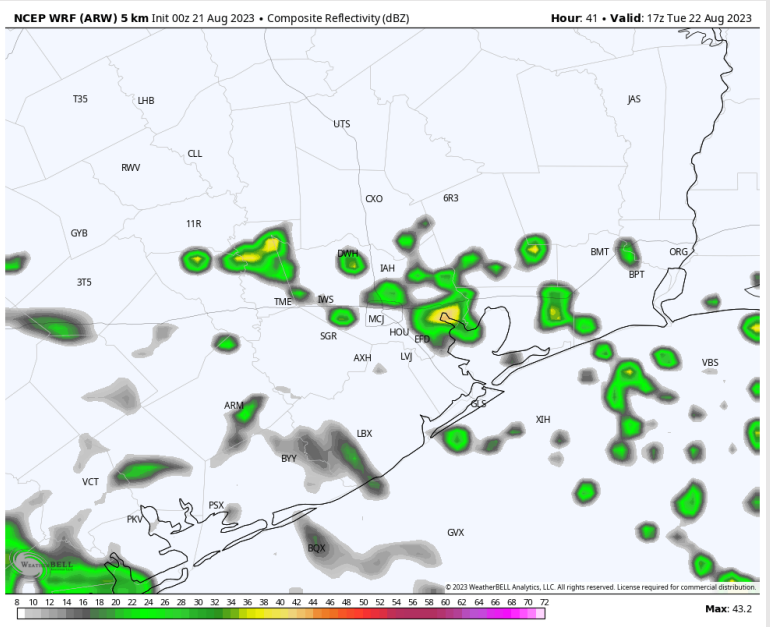 NCEP WRF (ARW) 5 km Init 00z 21 Aug 2023 • Composite Reflectivity (dBZ) Hour: 41 • Valid: 17z Tue 22 Aug 2023
T35 LHB JAS
UTS
CLL
RWV
CXO 6R3
11R
GYB
DWH BMT ORG
IAH BPT
3T5
TME IWS
MCJ
SGR HOU EFD
AXH LVJ VBS
ARM GLS
XIH
LBX
BYY
VCT
PSX
PKV GVX
BQX
WeatherBELL
© 2023 WeatherBELL Analytics, LLC. All rights reserved. License required for commercial distribution.
8 10 12 14 16 18 20 22 24 26 28 30 32 34 36 38 40 42 44 46 48 50 52 54 56 58 60 62 64 66 68 70 72
Max: 43.2